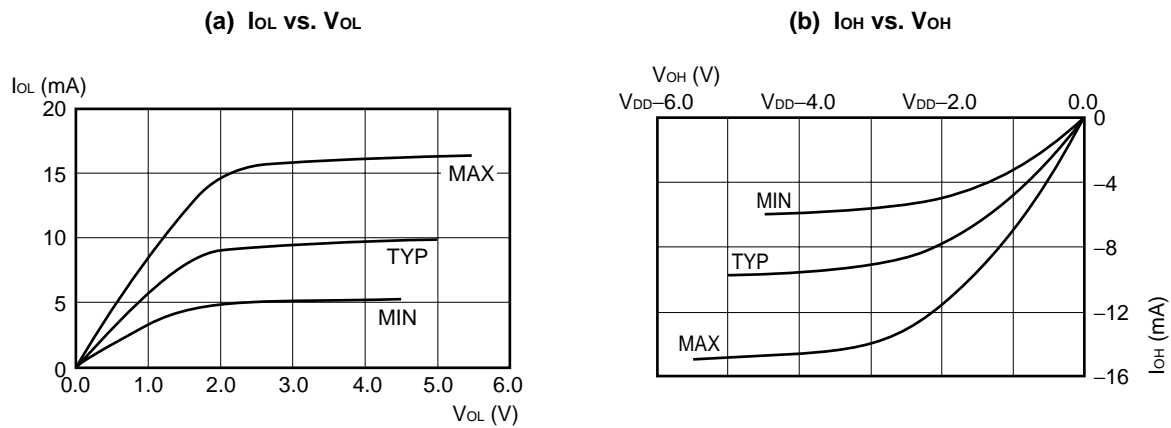 (a) IOL vs. VOL
IOL (mA)
20
15
10
5
0
MAX
TYP
MIN
0.0 1.0 2.0 3.0 4.0 5.0 6.0
VOL (V)
(b) IOH vs. VOH
VOH (V)
VDD–6.0 VDD–4.0 VDD–2.0 0.0
0
–4
–8
–12
–16
MIN
TYP
MAX
IOH (mA)